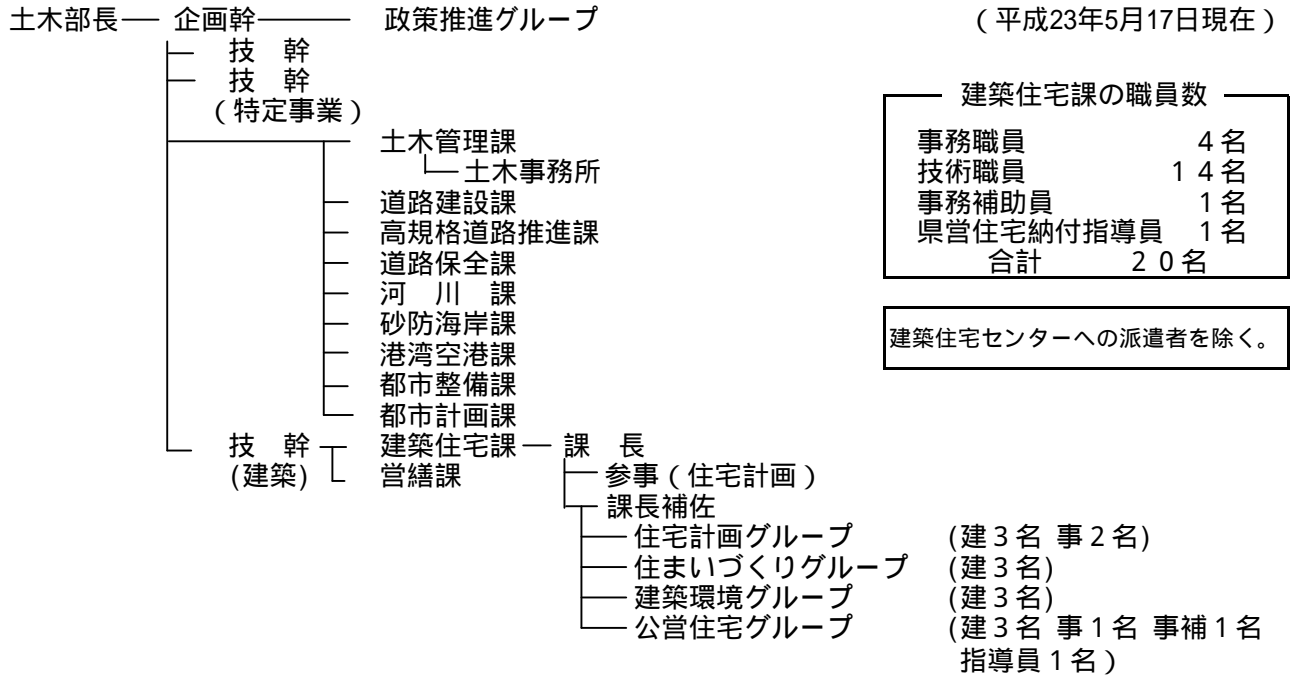 土木部長 企画幹 政策推進グループ (平成23年5月17日現在)
技 幹
技 幹
(特定事業)
建築住宅課の職員数
事務職員 4名
技術職員 14名
事務補助員 1名
県営住宅納付指導員 1名
合計 20名
建築住宅センターへの派遣者を除く。
土木管理課
土木事務所
道路建設課
高規格道路推進課
道路保全課
河 川 課
砂防海岸課
港湾空港課
都市整備課
都市計画課
技 幹 建築住宅課 課 長
(建築) 営繕課 参事(住宅計画)
課長補佐
住宅計画グループ (建3名 事2名)
住まいづくりグループ (建3名)
建築環境グループ (建3名)
公営住宅グループ (建3名 事1名 事補1名
指導員1名)